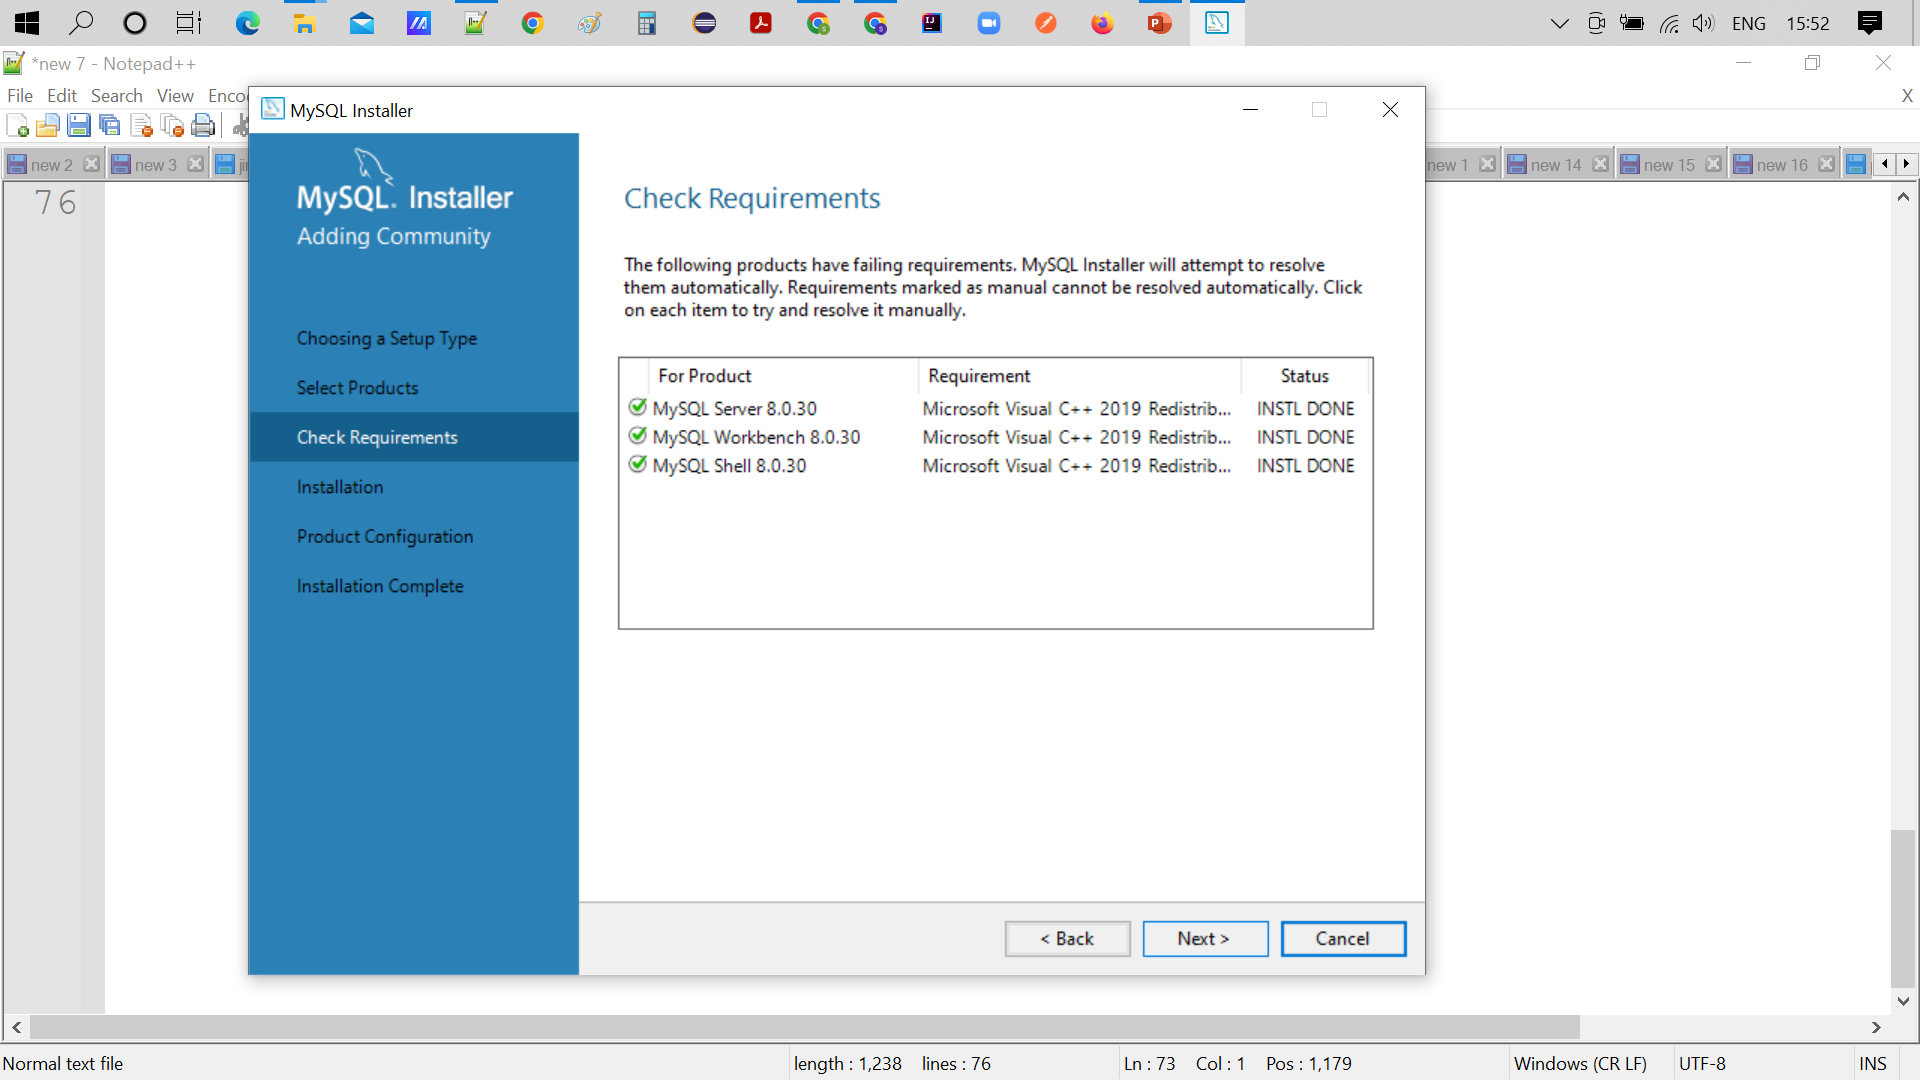 ENG 15:52
*new 7 - Notepad++
File Edit Search View
X
new 2 new 3 new 1 new 14 new 15 new 16
76
MySQL Installer
MySQL. Installer
Adding Community
Choosing a Setup Type
Select Products
Check Requirements
Installation
Product Configuration
Installation Complete
Check Requirements
The following products have failing requirements. MySQL Installer will attempt to resolve
them automatically. Requirements marked as manual cannot be resolved automatically. Click
on each item to try and resolve it manually.
For Product Requirement Status
MySQL Server 8.0.30 Microsoft Visual C++ 2019 Redistrib... INSTL DONE
MySQL Workbench 8.0.30 Microsoft Visual C++ 2019 Redistrib... INSTL DONE
MySQL Shell 8.0.30 Microsoft Visual C++ 2019 Redistrib... INSTL DONE
< Back Next > Cancel
Normal text file length : 1,238 lines : 76 Ln : 73 Col : 1 Pos : 1,179 Windows (CR LF) UTF-8 INS